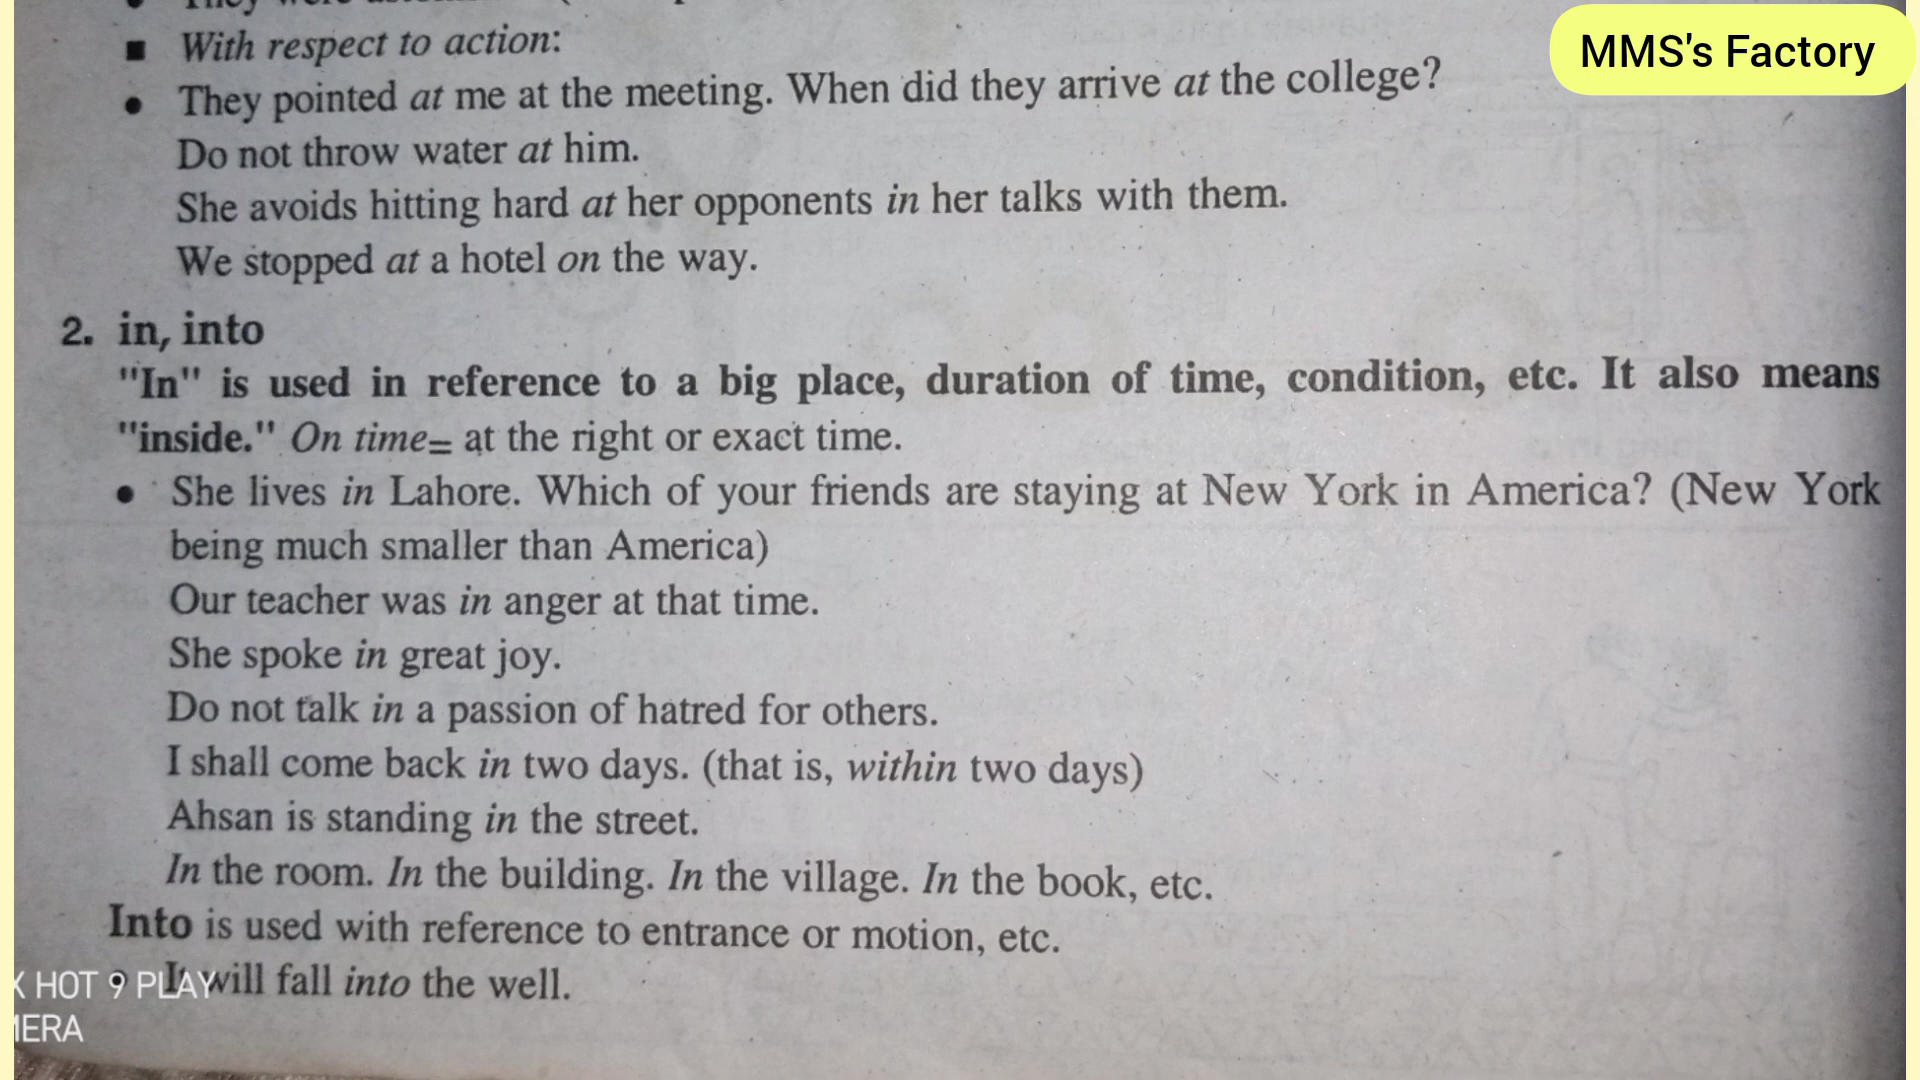 MMS's Factory
They were
■ With respect to action:
● They pointed at me at the meeting. When did they arrive at the college?
Do not throw water at him.
She avoids hitting hard at her opponents in her talks with them.
We stopped at a hotel on the way.
2. in, into
"In" is used in reference to a big place, duration of time, condition, etc. It also means
"inside." On time= at the right or exact time.
● She lives in Lahore. Which of your friends are staying at New York in America? (New York
being much smaller than America)
Our teacher was in anger at that time.
She spoke in great joy.
Do not talk in a passion of hatred for others.
I shall come back in two days. (that is, within two days)
Ahsan is standing in the street.
In the room. In the building. In the village. In the book, etc.
Into is used with reference to entrance or motion, etc.
It will fall into the well.
HOT 9 PLAY